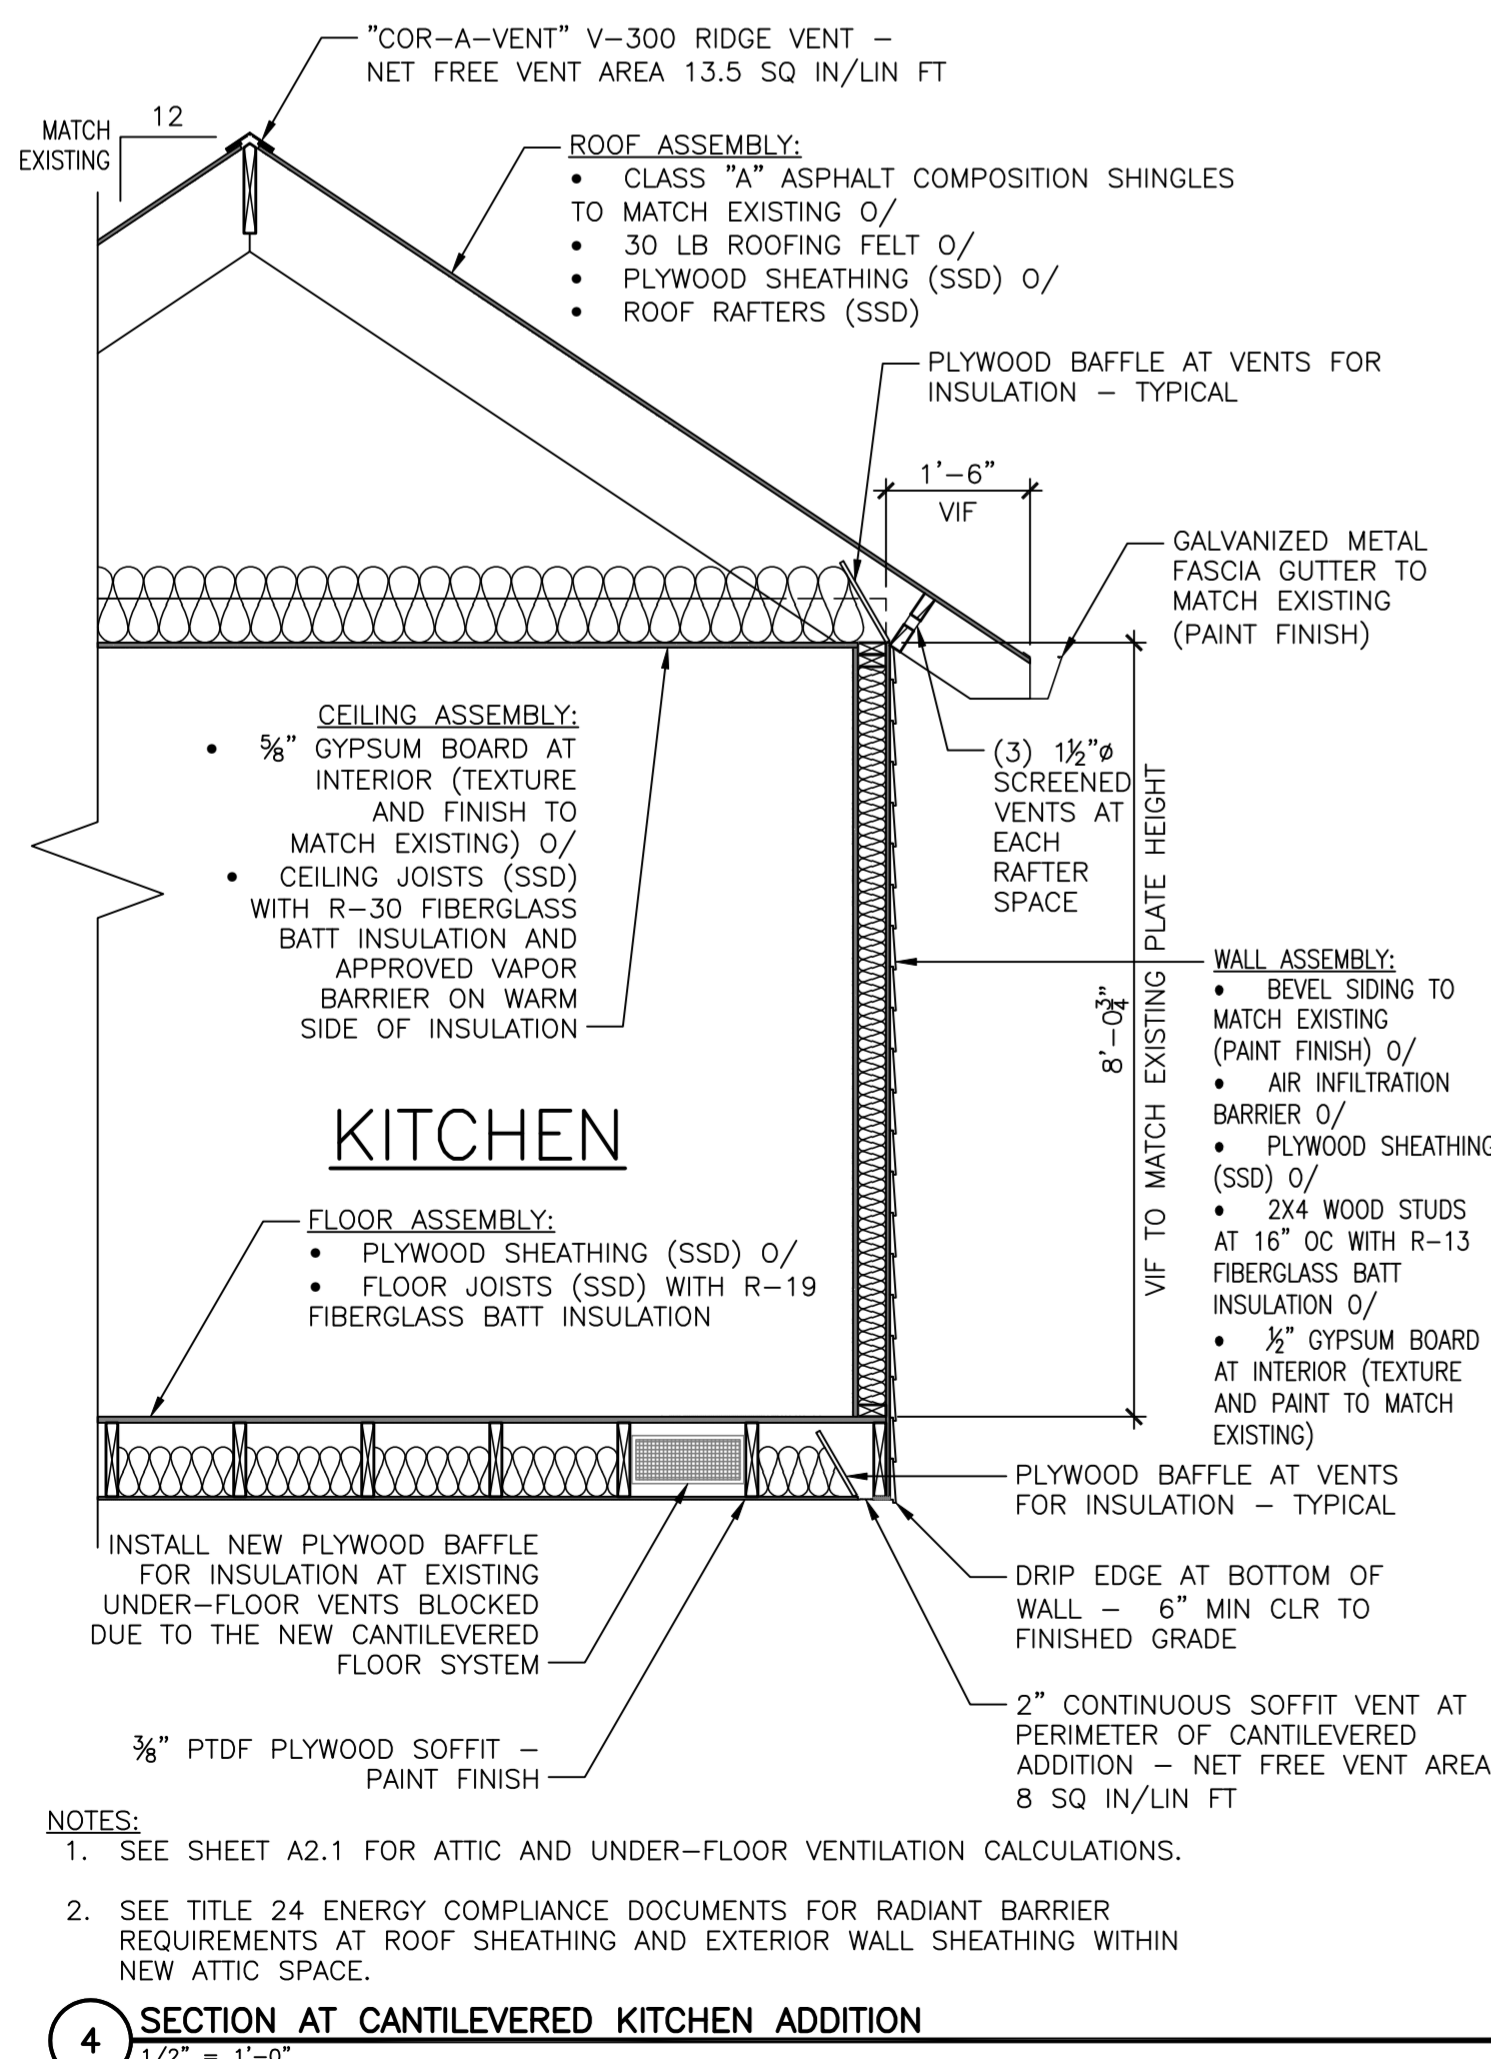 "COR-A-VENT" V-300 RIDGE VENT –
NET FREE VENT AREA 13.5 SQ IN/LIN FT
12
MATCH
EXISTING
ROOF ASSEMBLY:
• CLASS "A" ASPHALT COMPOSITION SHINGLES
TO MATCH EXISTING O/
• 30 LB ROOFING FELT O/
• PLYWOOD SHEATHING (SSD) O/
• ROOF RAFTERS (SSD)
PLYWOOD BAFFLE AT VENTS FOR
INSULATION – TYPICAL
1'-6"
VIF
GALVANIZED METAL
FASCIA GUTTER TO
MATCH EXISTING
(PAINT FINISH)
CEILING ASSEMBLY:
• ⅝" GYPSUM BOARD AT
INTERIOR (TEXTURE
AND FINISH TO
MATCH EXISTING) O/
• CEILING JOISTS (SSD)
WITH R-30 FIBERGLASS
BATT INSULATION AND
APPROVED VAPOR
BARRIER ON WARM
SIDE OF INSULATION
(3) 1½"ø
SCREENED
VENTS AT
EACH
RAFTER
SPACE
8'-0¾"
VIF TO MATCH EXISTING PLATE HEIGHT
WALL ASSEMBLY:
• BEVEL SIDING TO
MATCH EXISTING
(PAINT FINISH) O/
• AIR INFILTRATION
BARRIER O/
• PLYWOOD SHEATHING
(SSD) O/
• 2X4 WOOD STUDS
AT 16" OC WITH R-13
FIBERGLASS BATT
INSULATION O/
• ½" GYPSUM BOARD
AT INTERIOR (TEXTURE
AND PAINT TO MATCH
EXISTING)
KITCHEN
FLOOR ASSEMBLY:
• PLYWOOD SHEATHING (SSD) O/
• FLOOR JOISTS (SSD) WITH R-19
FIBERGLASS BATT INSULATION
PLYWOOD BAFFLE AT VENTS
FOR INSULATION – TYPICAL
INSTALL NEW PLYWOOD BAFFLE
FOR INSULATION AT EXISTING
UNDER-FLOOR VENTS BLOCKED
DUE TO THE NEW CANTILEVERED
FLOOR SYSTEM
DRIP EDGE AT BOTTOM OF
WALL – 6" MIN CLR TO
FINISHED GRADE
2" CONTINUOUS SOFFIT VENT AT
PERIMETER OF CANTILEVERED
ADDITION – NET FREE VENT AREA
8 SQ IN/LIN FT
⅜" PTDF PLYWOOD SOFFIT –
PAINT FINISH
NOTES:
1. SEE SHEET A2.1 FOR ATTIC AND UNDER-FLOOR VENTILATION CALCULATIONS.
2. SEE TITLE 24 ENERGY COMPLIANCE DOCUMENTS FOR RADIANT BARRIER
REQUIREMENTS AT ROOF SHEATHING AND EXTERIOR WALL SHEATHING WITHIN
NEW ATTIC SPACE.
4 SECTION AT CANTILEVERED KITCHEN ADDITION
1/2" = 1'-0"